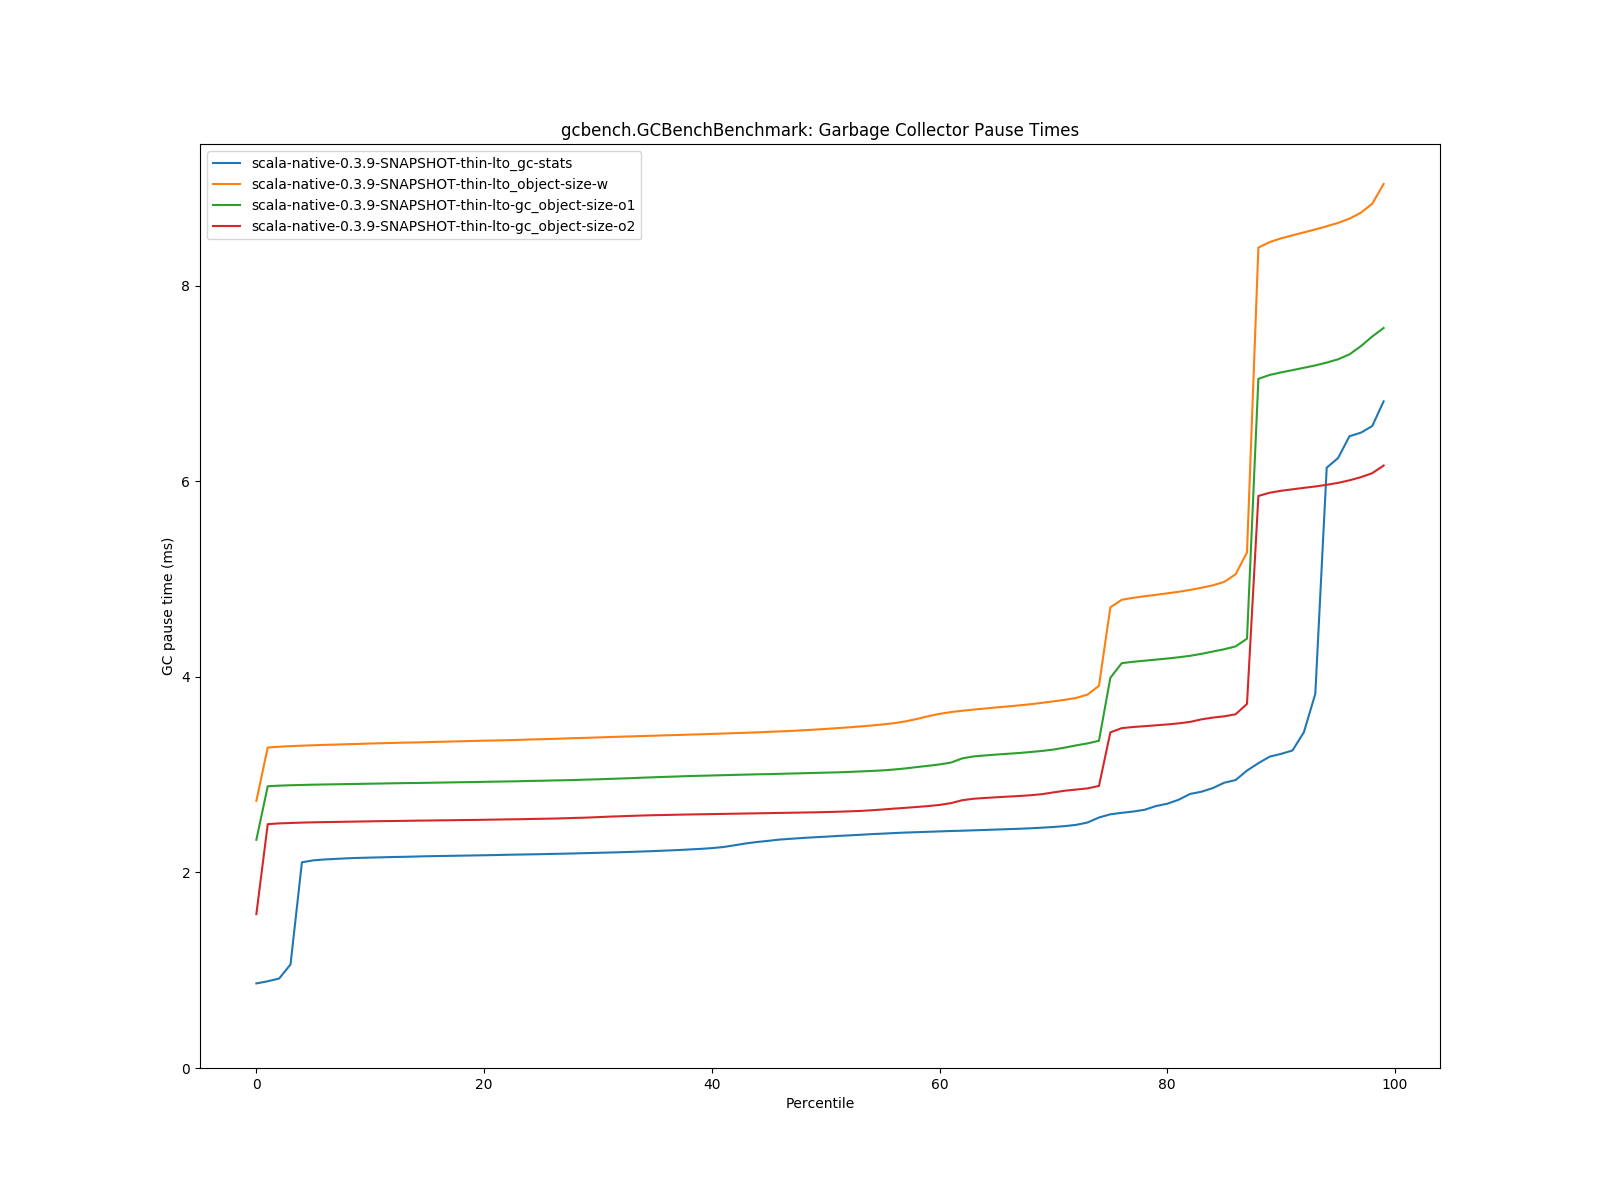 gcbench.GCBenchBenchmark: Garbage Collector Pause Times
scala-native-0.3.9-SNAPSHOT-thin-lto_gc-stats
scala-native-0.3.9-SNAPSHOT-thin-lto_object-size-w
scala-native-0.3.9-SNAPSHOT-thin-lto-gc_object-size-o1
scala-native-0.3.9-SNAPSHOT-thin-lto-gc_object-size-o2
GC pause time (ms)
8
6
4
2
0
0 20 40 60 80 100
Percentile